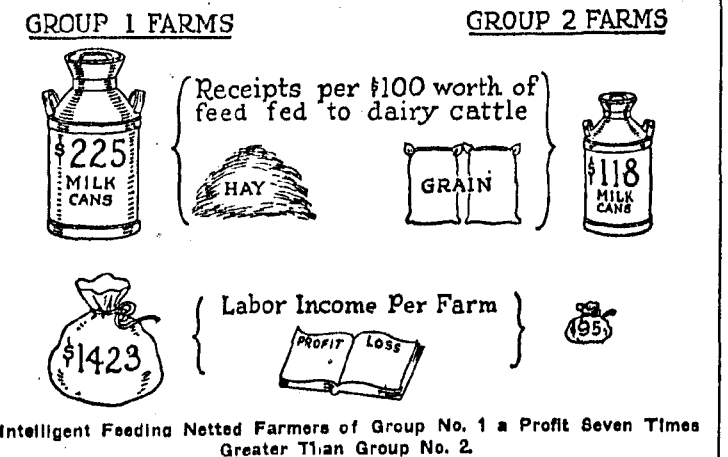 GROUP 1 FARMS
GROUP 2 FARMS
Receipts per $100 worth of
feed fed to dairy cattle
$225
MILK
CANS
HAY
GRAIN
$118
MILK
CANS
Labor Income Per Farm
$1423
PROFIT LOSS
$195
Intelligent Feeding Netted Farmers of Group No. 1 a Profit Seven Times
Greater Than Group No. 2.